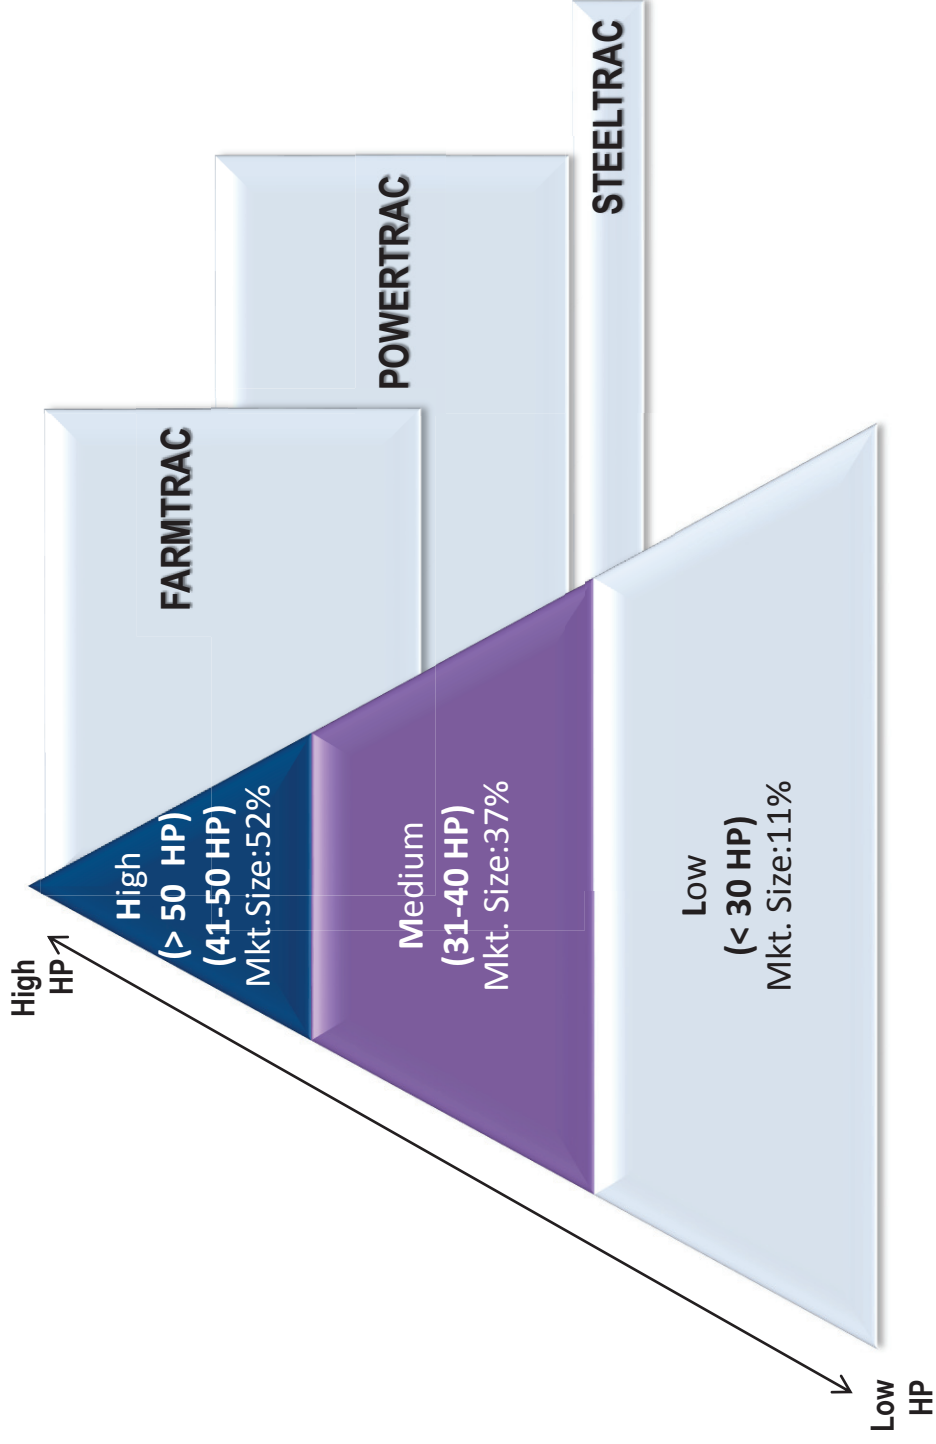 High
HP
High
(> 50  HP)
(41-50 HP)
Mkt.Size:52%
FARMTRAC
Medium
(31-40 HP)
Mkt. Size:37%
POWERTRAC
STEELTRAC
Low
(< 30 HP)
Mkt. Size:11%
Low
HP